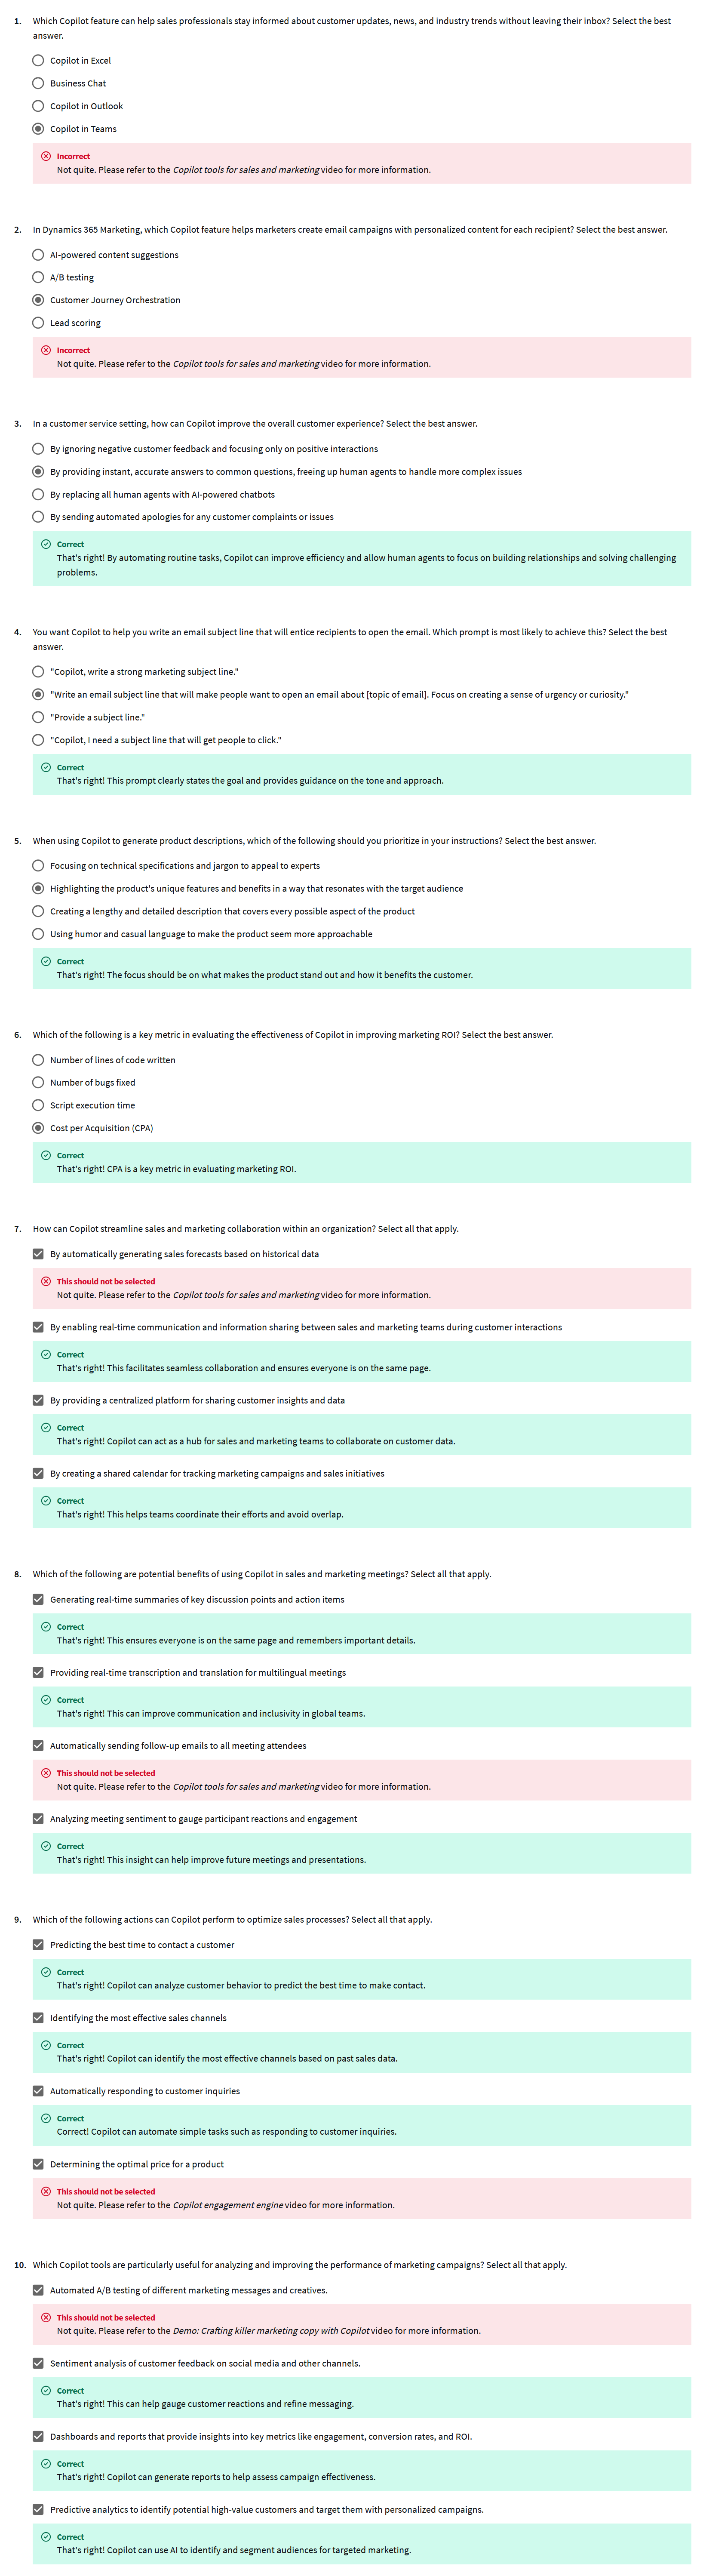 1. Which Copilot feature can help sales professionals stay informed about customer updates, news, and industry trends without leaving their inbox? Select the best
answer.
Copilot in Excel
Business Chat
Copilot in Outlook
Copilot in Teams
Incorrect
Not quite. Please refer to the Copilot tools for sales and marketing video for more information.
2. In Dynamics 365 Marketing, which Copilot feature helps marketers create email campaigns with personalized content for each recipient? Select the best answer.
AI-powered content suggestions
A/B testing
Customer Journey Orchestration
Lead scoring
Incorrect
Not quite. Please refer to the Copilot tools for sales and marketing video for more information.
3. In a customer service setting, how can Copilot improve the overall customer experience? Select the best answer.
By ignoring negative customer feedback and focusing only on positive interactions
By providing instant, accurate answers to common questions, freeing up human agents to handle more complex issues
By replacing all human agents with AI-powered chatbots
By sending automated apologies for any customer complaints or issues
Correct
That's right! By automating routine tasks, Copilot can improve efficiency and allow human agents to focus on building relationships and solving challenging
problems.
4. You want Copilot to help you write an email subject line that will entice recipients to open the email. Which prompt is most likely to achieve this? Select the best
answer.
"Copilot, write a strong marketing subject line."
"Write an email subject line that will make people want to open an email about [topic of email]. Focus on creating a sense of urgency or curiosity."
"Provide a subject line."
"Copilot, I need a subject line that will get people to click."
Correct
That's right! This prompt clearly states the goal and provides guidance on the tone and approach.
5. When using Copilot to generate product descriptions, which of the following should you prioritize in your instructions? Select the best answer.
Focusing on technical specifications and jargon to appeal to experts
Highlighting the product's unique features and benefits in a way that resonates with the target audience
Creating a lengthy and detailed description that covers every possible aspect of the product
Using humor and casual language to make the product seem more approachable
Correct
That's right! The focus should be on what makes the product stand out and how it benefits the customer.
6. Which of the following is a key metric in evaluating the effectiveness of Copilot in improving marketing ROI? Select the best answer.
Number of lines of code written
Number of bugs fixed
Script execution time
Cost per Acquisition (CPA)
Correct
That's right! CPA is a key metric in evaluating marketing ROI.
7. How can Copilot streamline sales and marketing collaboration within an organization? Select all that apply.
By automatically generating sales forecasts based on historical data
This should not be selected
Not quite. Please refer to the Copilot tools for sales and marketing video for more information.
By enabling real-time communication and information sharing between sales and marketing teams during customer interactions
Correct
That's right! This facilitates seamless collaboration and ensures everyone is on the same page.
By providing a centralized platform for sharing customer insights and data
Correct
That's right! Copilot can act as a hub for sales and marketing teams to collaborate on customer data.
By creating a shared calendar for tracking marketing campaigns and sales initiatives
Correct
That's right! This helps teams coordinate their efforts and avoid overlap.
8. Which of the following are potential benefits of using Copilot in sales and marketing meetings? Select all that apply.
Generating real-time summaries of key discussion points and action items
Correct
That's right! This ensures everyone is on the same page and remembers important details.
Providing real-time transcription and translation for multilingual meetings
Correct
That's right! This can improve communication and inclusivity in global teams.
Automatically sending follow-up emails to all meeting attendees
This should not be selected
Not quite. Please refer to the Copilot tools for sales and marketing video for more information.
Analyzing meeting sentiment to gauge participant reactions and engagement
Correct
That's right! This insight can help improve future meetings and presentations.
9. Which of the following actions can Copilot perform to optimize sales processes? Select all that apply.
Predicting the best time to contact a customer
Correct
That's right! Copilot can analyze customer behavior to predict the best time to make contact.
Identifying the most effective sales channels
Correct
That's right! Copilot can identify the most effective channels based on past sales data.
Automatically responding to customer inquiries
Correct
Correct! Copilot can automate simple tasks such as responding to customer inquiries.
Determining the optimal price for a product
This should not be selected
Not quite. Please refer to the Copilot engagement engine video for more information.
10. Which Copilot tools are particularly useful for analyzing and improving the performance of marketing campaigns? Select all that apply.
Automated A/B testing of different marketing messages and creatives.
This should not be selected
Not quite. Please refer to the Demo: Crafting killer marketing copy with Copilot video for more information.
Sentiment analysis of customer feedback on social media and other channels.
Correct
That's right! This can help gauge customer reactions and refine messaging.
Dashboards and reports that provide insights into key metrics like engagement, conversion rates, and ROI.
Correct
That's right! Copilot can generate reports to help assess campaign effectiveness.
Predictive analytics to identify potential high-value customers and target them with personalized campaigns.
Correct
That's right! Copilot can use AI to identify and segment audiences for targeted marketing.